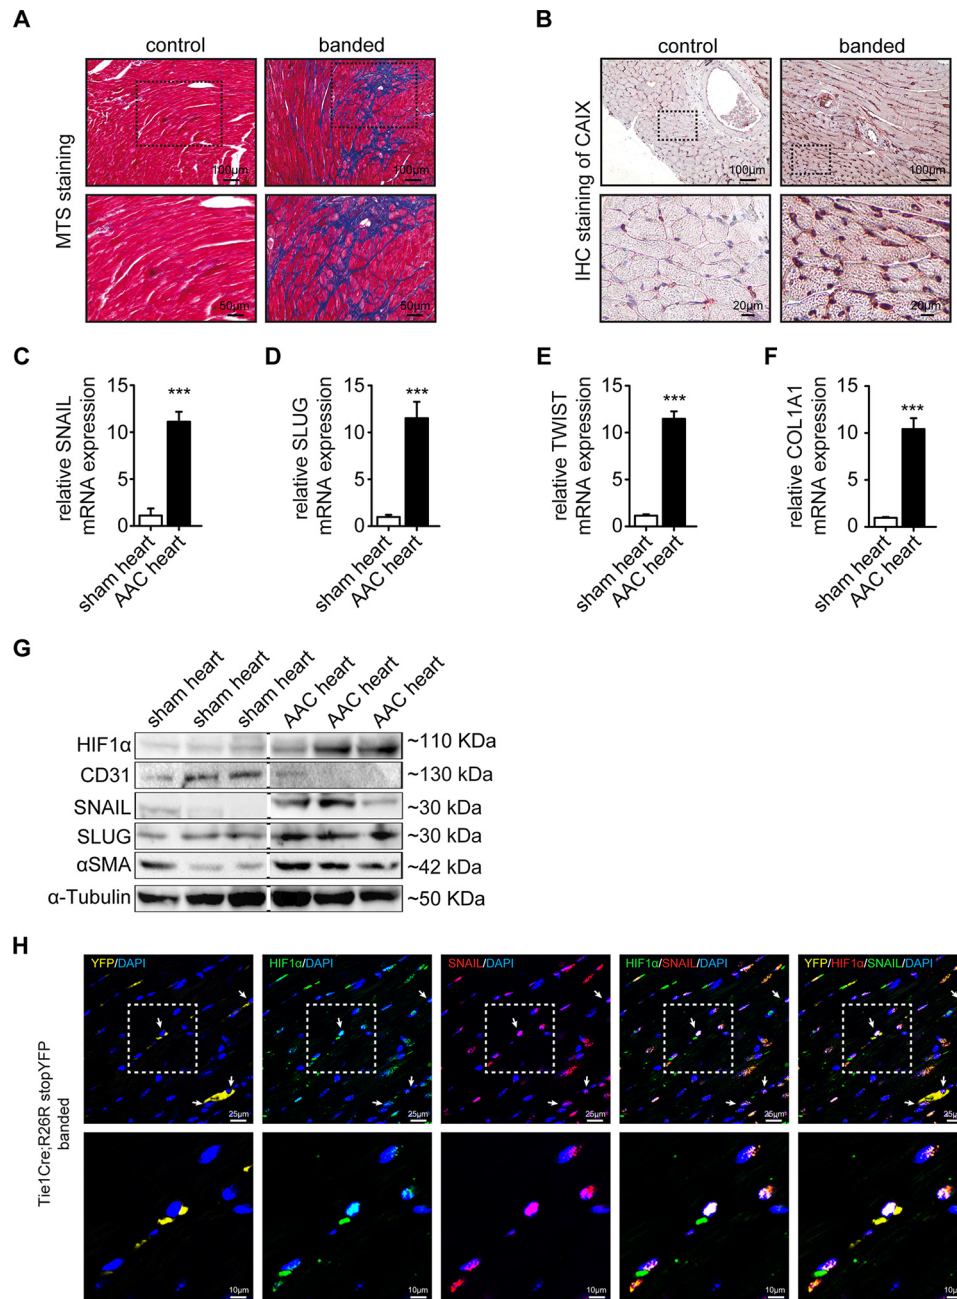 A
control
banded
MTS staining
100µm
100µm
50µm
50µm
B
control
banded
IHC staining of CAIX
100µm
100µm
20µm
20µm
C
relative SNAIL
mRNA expression
15
10
5
0
***
sham heart
AAC heart
D
relative SLUG
mRNA expression
15
10
5
0
***
sham heart
AAC heart
E
relative TWIST
mRNA expression
15
10
5
0
***
sham heart
AAC heart
F
relative COL1A1
mRNA expression
15
10
5
0
***
sham heart
AAC heart
G
sham heart
sham heart
sham heart
AAC heart
AAC heart
AAC heart
HIF1α
~110 KDa
CD31
~130 kDa
SNAIL
~30 kDa
SLUG
~30 kDa
αSMA
~42 kDa
α-Tubulin
~50 KDa
H
Tie1Cre;R26R stopYFP
banded
YFP/DAPI
HIF1α/DAPI
SNAIL/DAPI
HIF1α/SNAIL/DAPI
YFP/HIF1α/SNAIL/DAPI
25µm
25µm
25µm
25µm
25µm
10µm
10µm
10µm
10µm
10µm